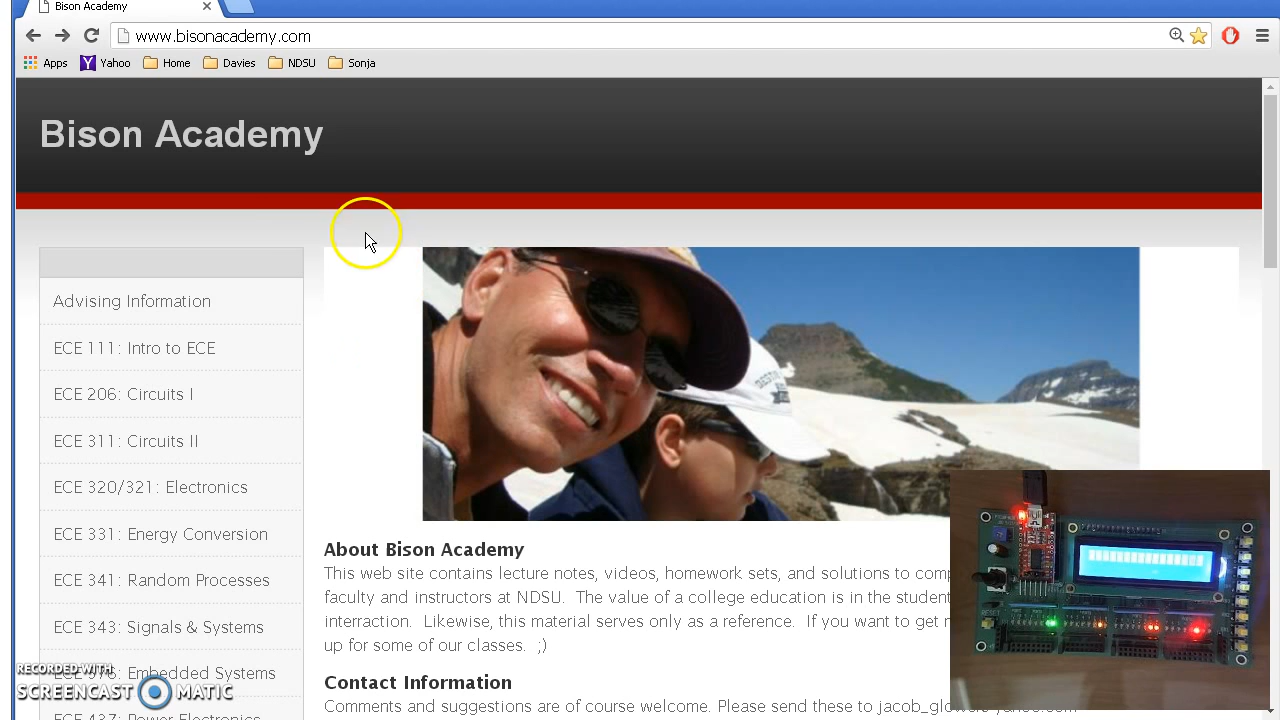 Bison Academy
www.bisonacademy.com
Apps Yahoo Home Davies NDSU Sonja
Bison Academy
Advising Information
ECE 111: Intro to ECE
ECE 206: Circuits I
ECE 311: Circuits II
ECE 320/321: Electronics
ECE 331: Energy Conversion
ECE 341: Random Processes
ECE 343: Signals & Systems
Embedded Systems
ECE 437: Power Electronics
About Bison Academy
This web site contains lecture notes, videos, homework sets, and solutions to
faculty and instructors at NDSU. The value of a college education is in the
Likewise, this material serves only as a reference. If you want to get
up for some of our classes. ;)
Contact Information
Comments and suggestions are of course welcome. Please send these to
RECORDED WITH
SCREENCAST MATIC
RESET